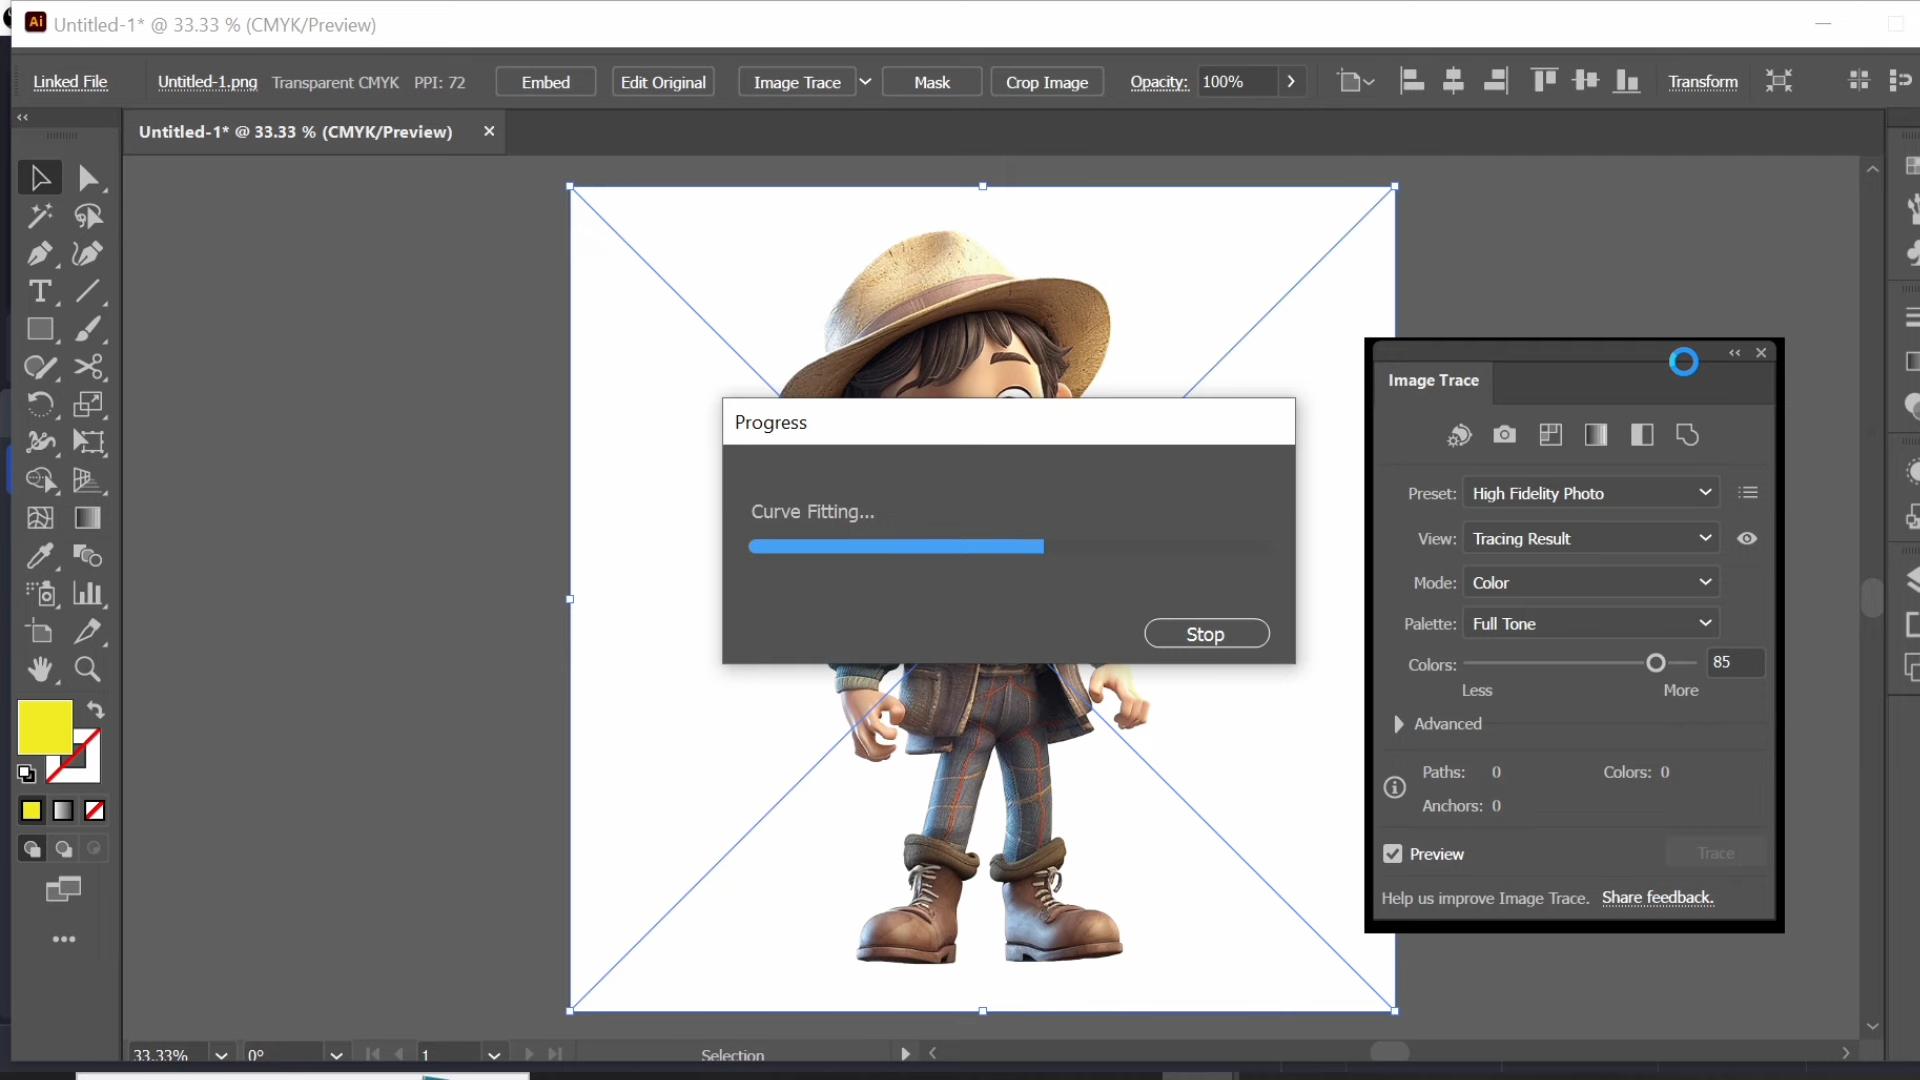 Ai Untitled-1* @ 33.33 % (CMYK/Preview)
Linked File Untitled-1.png Transparent CMYK PPI: 72 Embed Edit Original Image Trace Mask Crop Image Opacity: 100% Transform
Untitled-1* @ 33.33 % (CMYK/Preview)
Progress
Curve Fitting...
Stop
Image Trace
Preset: High Fidelity Photo
View: Tracing Result
Mode: Color
Palette: Full Tone
Colors: 85
Less More
Advanced
Paths: 0 Colors: 0
Anchors: 0
Preview Trace
Help us improve Image Trace. Share feedback.
33.33% 0° 1 Selection